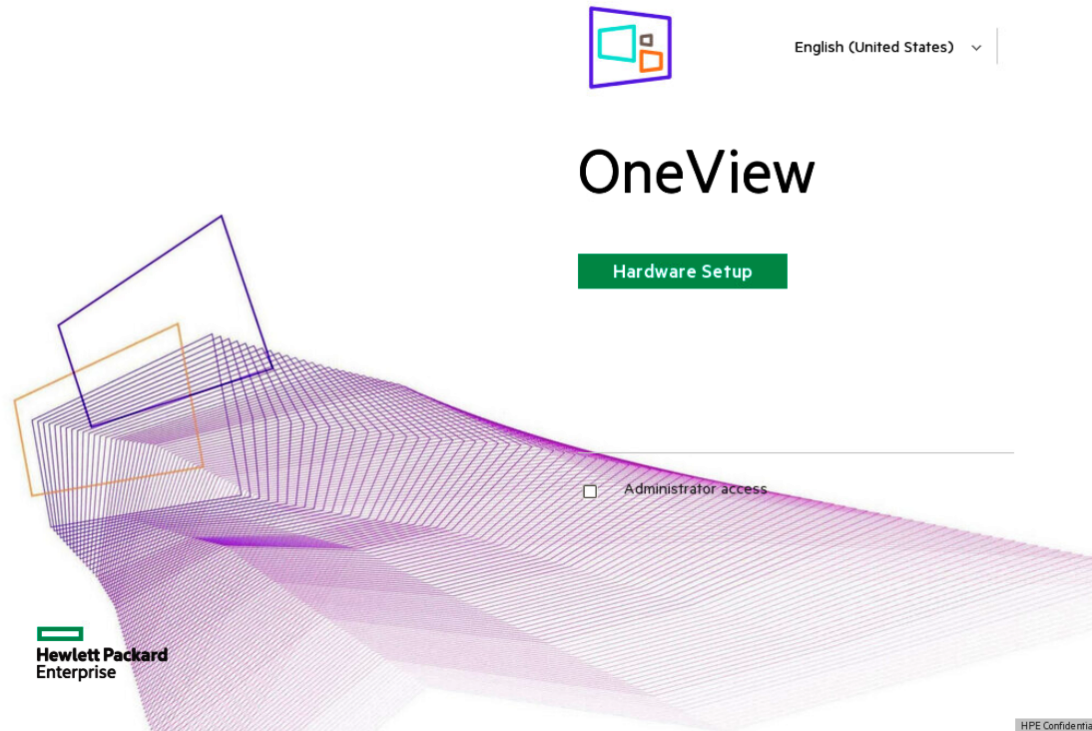 English (United States)
OneView
Hardware Setup
Administrator access
Hewlett Packard
Enterprise
HPE Confidentia